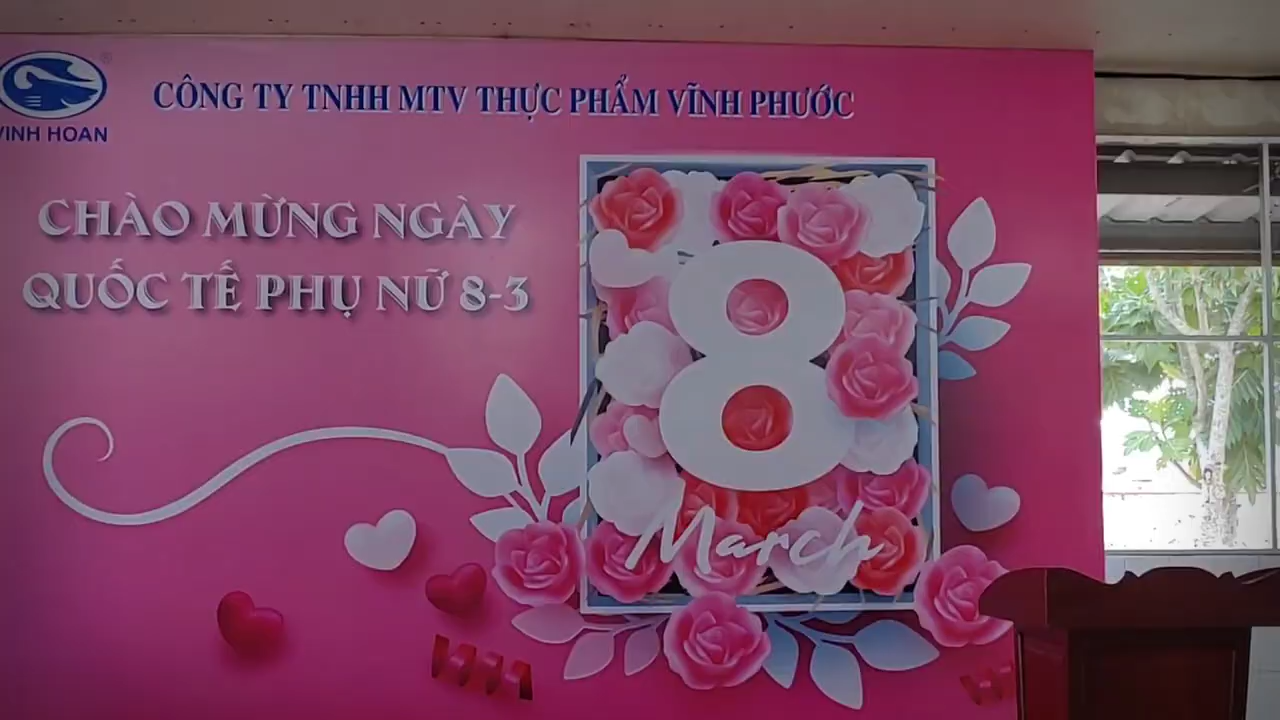 VINH HOAN
CÔNG TY TNHH MTV THỰC PHẨM VĨNH PHƯỚC
CHÀO MỪNG NGÀY
QUỐC TẾ PHỤ NỮ 8-3
8
March